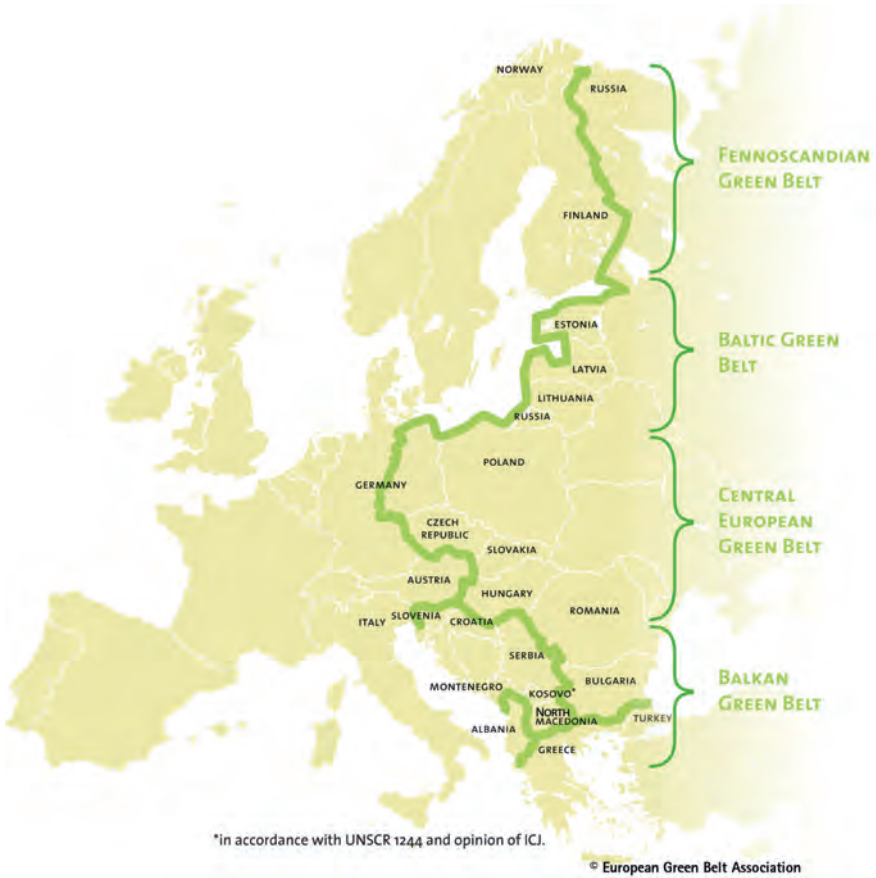 NORWAY
RUSSIA
FENNOSCANDIAN
GREEN BELT
FINLAND
ESTONIA
BALTIC GREEN
BELT
LATVIA
LITHUANIA
RUSSIA
POLAND
GERMANY
CENTRAL
EUROPEAN
GREEN BELT
CZECH
REPUBLIC
SLOVAKIA
AUSTRIA
HUNGARY
ROMANIA
ITALY
SLOVENIA
CROATIA
SERBIA
BULGARIA
BALKAN
GREEN BELT
MONTENEGRO
KOSOVO*
NORTH
MACEDONIA
TURKEY
ALBANIA
GREECE
*in accordance with UNSCR 1244 and opinion of ICJ.
© European Green Belt Association